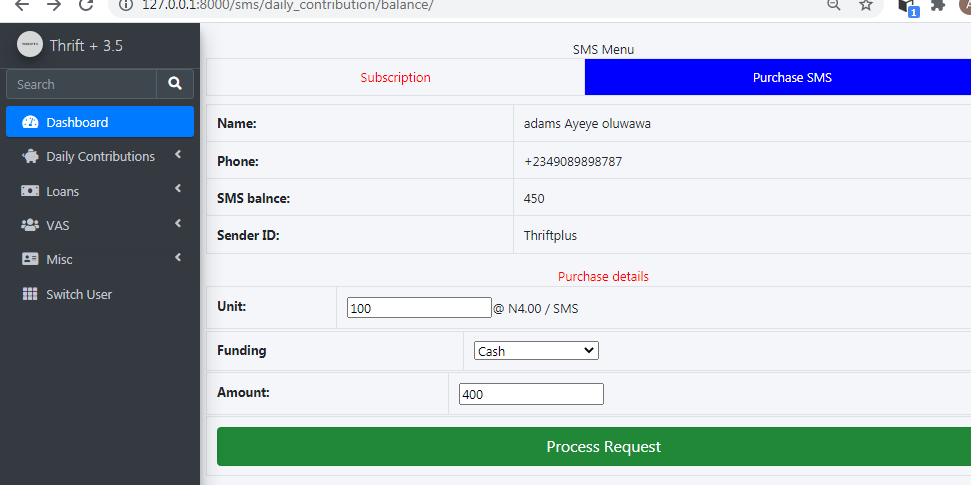 127.0.0.1:8000/sms/daily_contribution/balance/
1
Thrift + 3.5
Search
Dashboard
Daily Contributions
Loans
VAS
Misc
Switch User
SMS Menu
Subscription
Purchase SMS
Name:
adams Ayeye oluwawa
Phone:
+2349089898787
SMS balnce:
450
Sender ID:
Thriftplus
Purchase details
Unit:
100 @ N4.00 / SMS
Funding
Cash
Amount:
400
Process Request